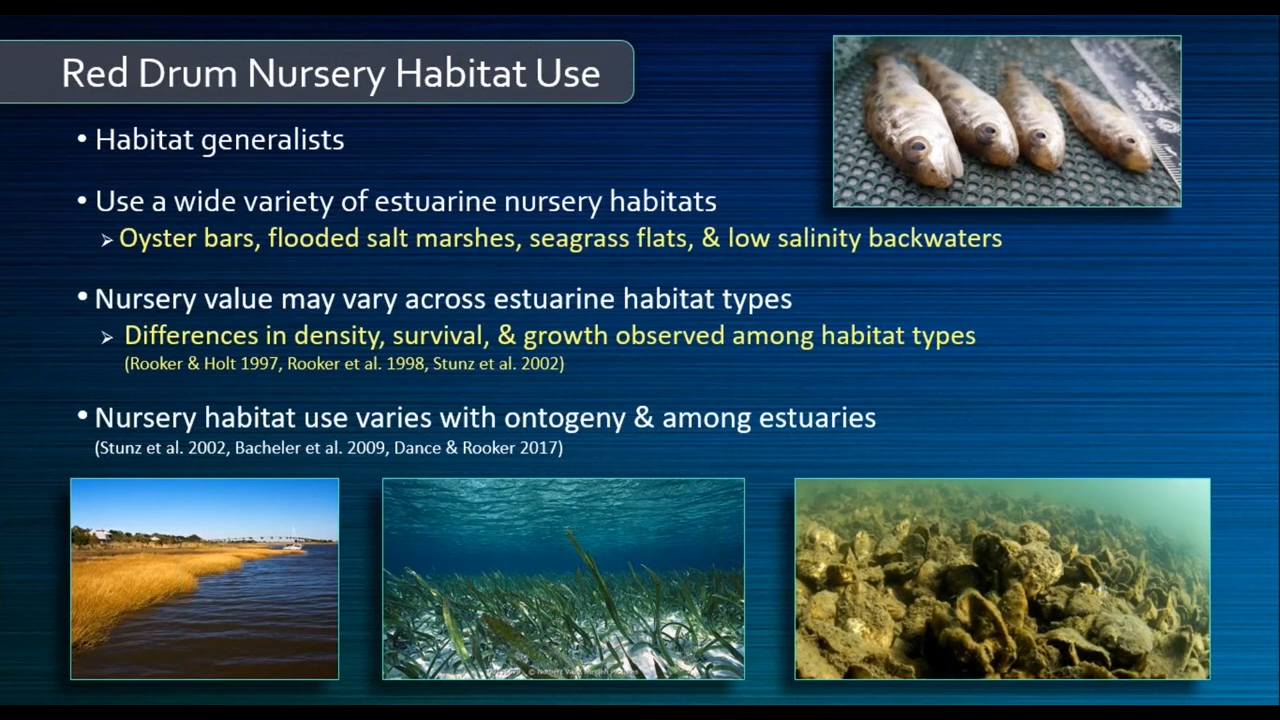 Red Drum Nursery Habitat Use
• Habitat generalists
• Use a wide variety of estuarine nursery habitats
➢ Oyster bars, flooded salt marshes, seagrass flats, & low salinity backwaters
• Nursery value may vary across estuarine habitat types
➢ Differences in density, survival, & growth observed among habitat types
(Rooker & Holt 1997, Rooker et al. 1998, Stunz et al. 2002)
• Nursery habitat use varies with ontogeny & among estuaries
(Stunz et al. 2002, Bacheler et al. 2009, Dance & Rooker 2017)